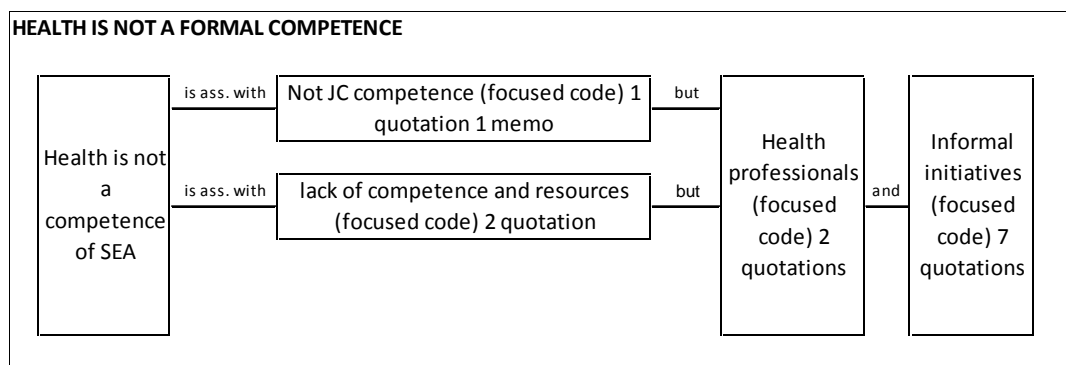 HEALTH IS NOT A FORMAL COMPETENCE
Health is not
a
competence
of SEA
is ass. with
Not JC competence (focused code) 1
quotation 1 memo
but
is ass. with
lack of competence and resources
(focused code) 2 quotation
but
Health
professionals
(focused
code) 2
quotations
and
Informal
initiatives
(focused
code) 7
quotations